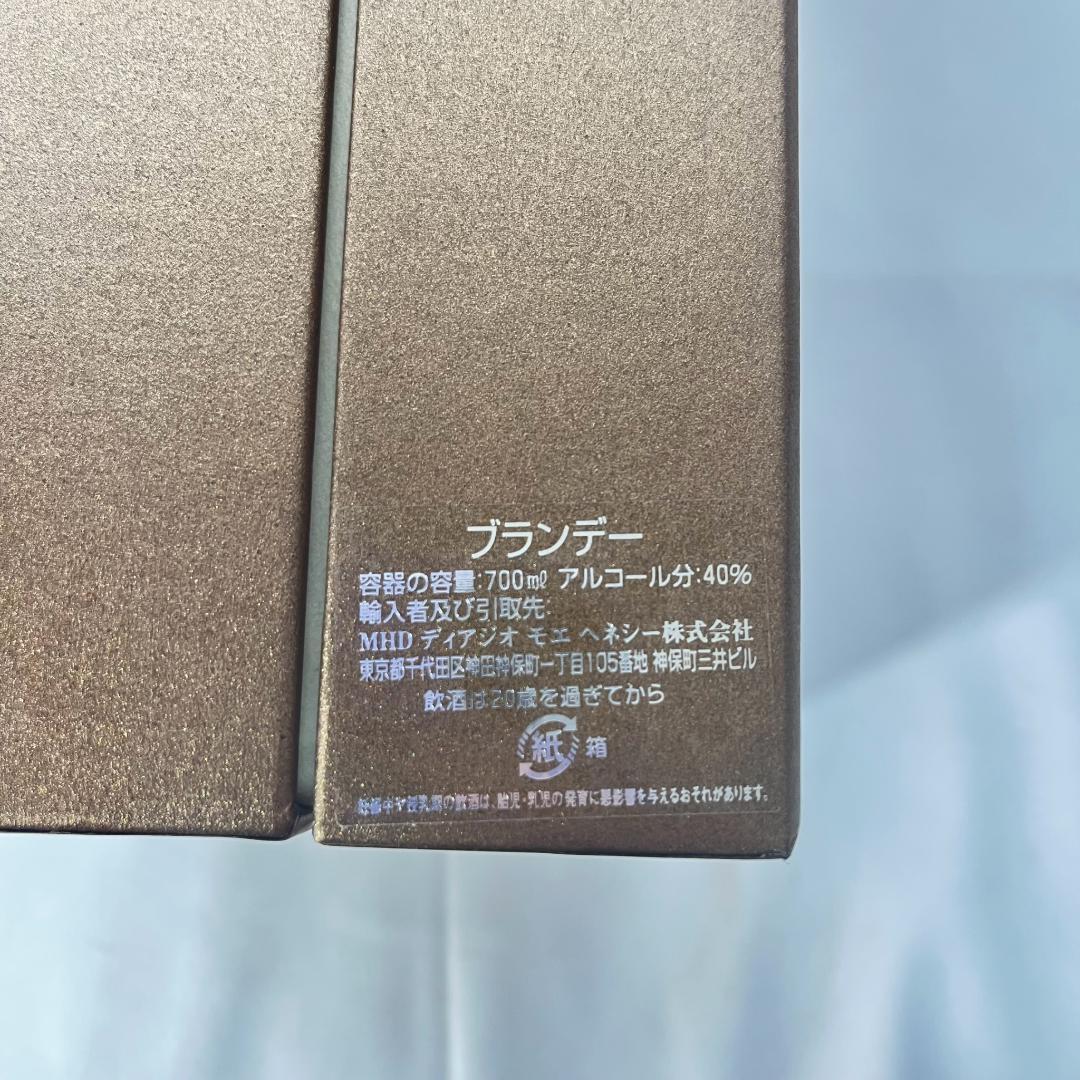 ブランデー
容器の容量:700㎖ アルコール分:40%
輸入者及び引取先:
MHD ディアジオ モエ ヘネシー株式会社
東京都千代田区神田神保町一丁目105番地 神保町三井ビル
飲酒は20歳を過ぎてから
紙 箱
妊娠中や授乳期の飲酒は、胎児・乳児の発育に悪影響を与えるおそれがあります。